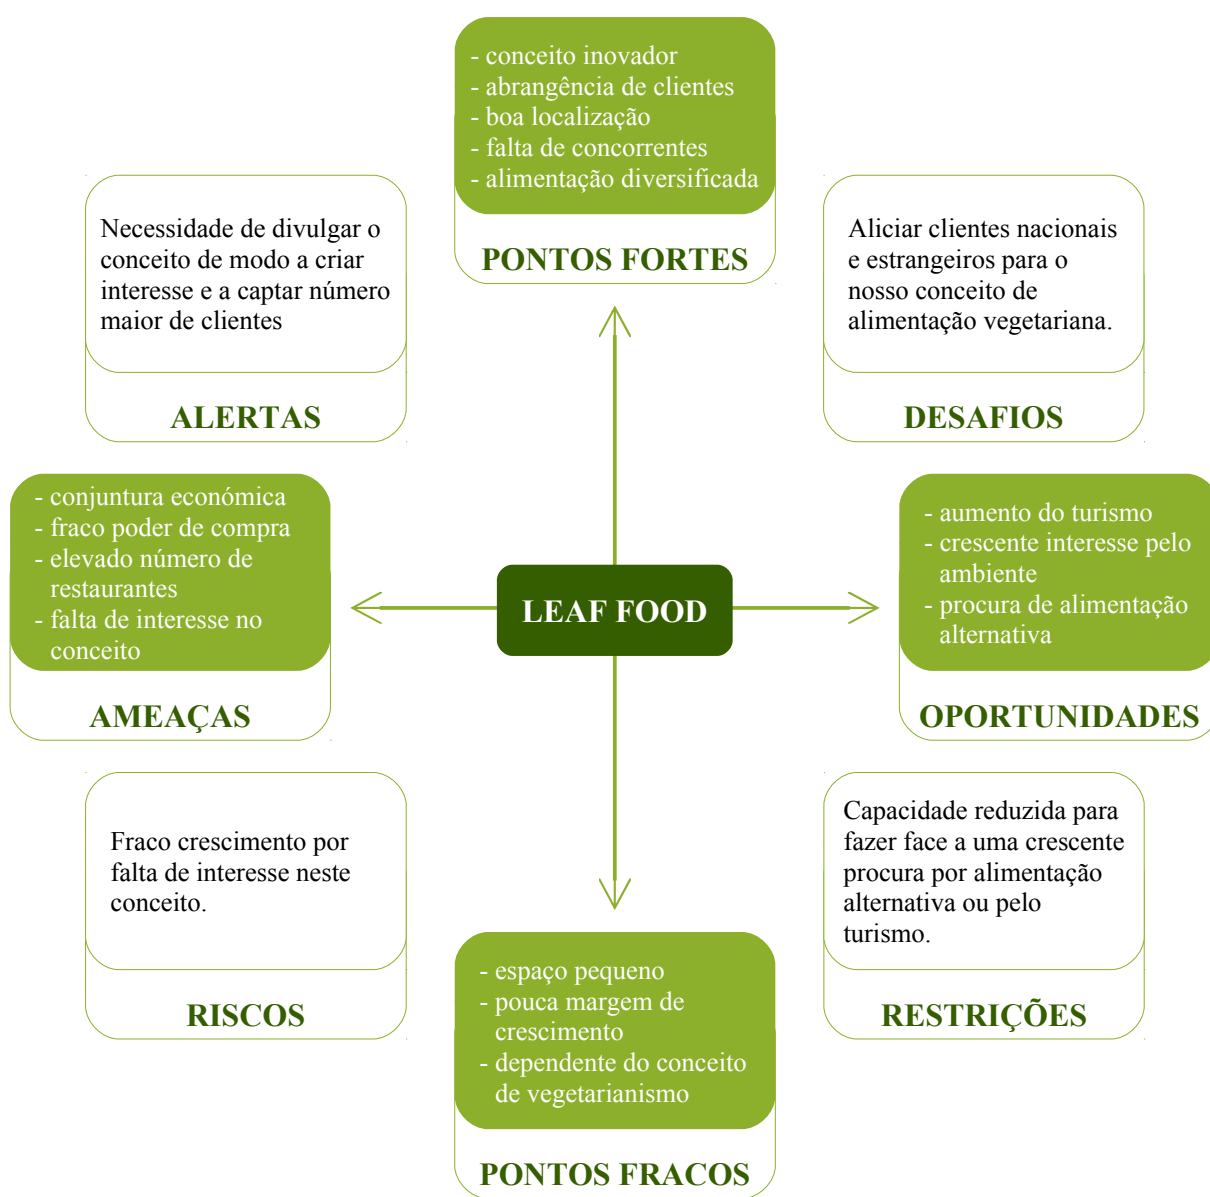 - conceito inovador
- abrangência de clientes
- boa localização
- falta de concorrentes
- alimentação diversificada
PONTOS FORTES
Necessidade de divulgar o
conceito de modo a criar
interesse e a captar número
maior de clientes
ALERTAS
Aliciar clientes nacionais
e estrangeiros para o
nosso conceito de
alimentação vegetariana.
DESAFIOS
- conjuntura económica
- fraco poder de compra
- elevado número de
restaurantes
- falta de interesse no
conceito
AMEAÇAS
LEAF FOOD
- aumento do turismo
- crescente interesse pelo
ambiente
- procura de alimentação
alternativa
OPORTUNIDADES
Fraco crescimento por
falta de interesse neste
conceito.
RISCOS
Capacidade reduzida para
fazer face a uma crescente
procura por alimentação
alternativa ou pelo
turismo.
RESTRIÇÕES
- espaço pequeno
- pouca margem de
crescimento
- dependente do conceito
de vegetarianismo
PONTOS FRACOS